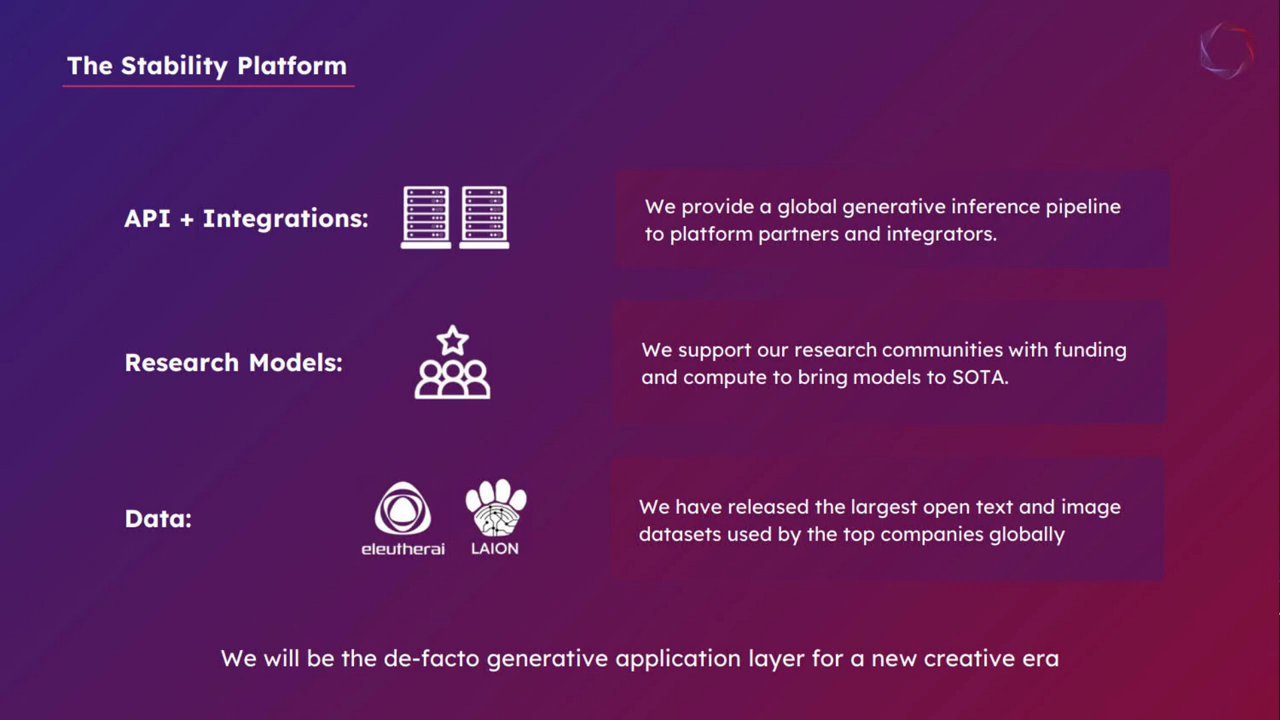 The Stability Platform
API + Integrations:
We provide a global generative inference pipeline
to platform partners and integrators.
Research Models:
We support our research communities with funding
and compute to bring models to SOTA.
Data:
eleutherai
LAION
We have released the largest open text and image
datasets used by the top companies globally
We will be the de-facto generative application layer for a new creative era